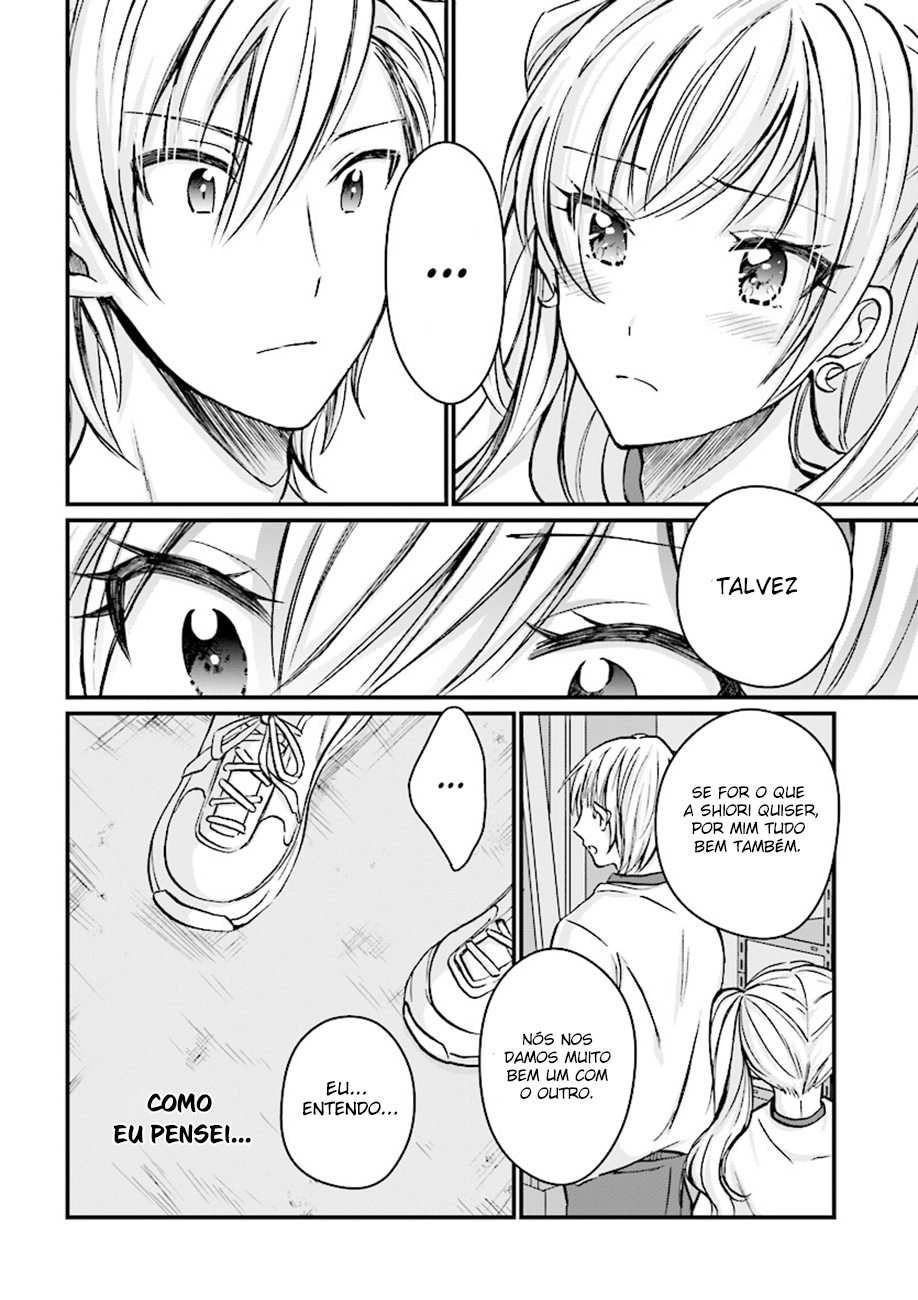 ...
TALVEZ
SE FOR O QUE
A SHIORI QUISER,
POR MIM TUDO
BEM TAMBÉM.
NÓS NOS
DAMOS MUITO
BEM UM COM
O OUTRO.
...
EU...
ENTENDO...
COMO
EU PENSEI...